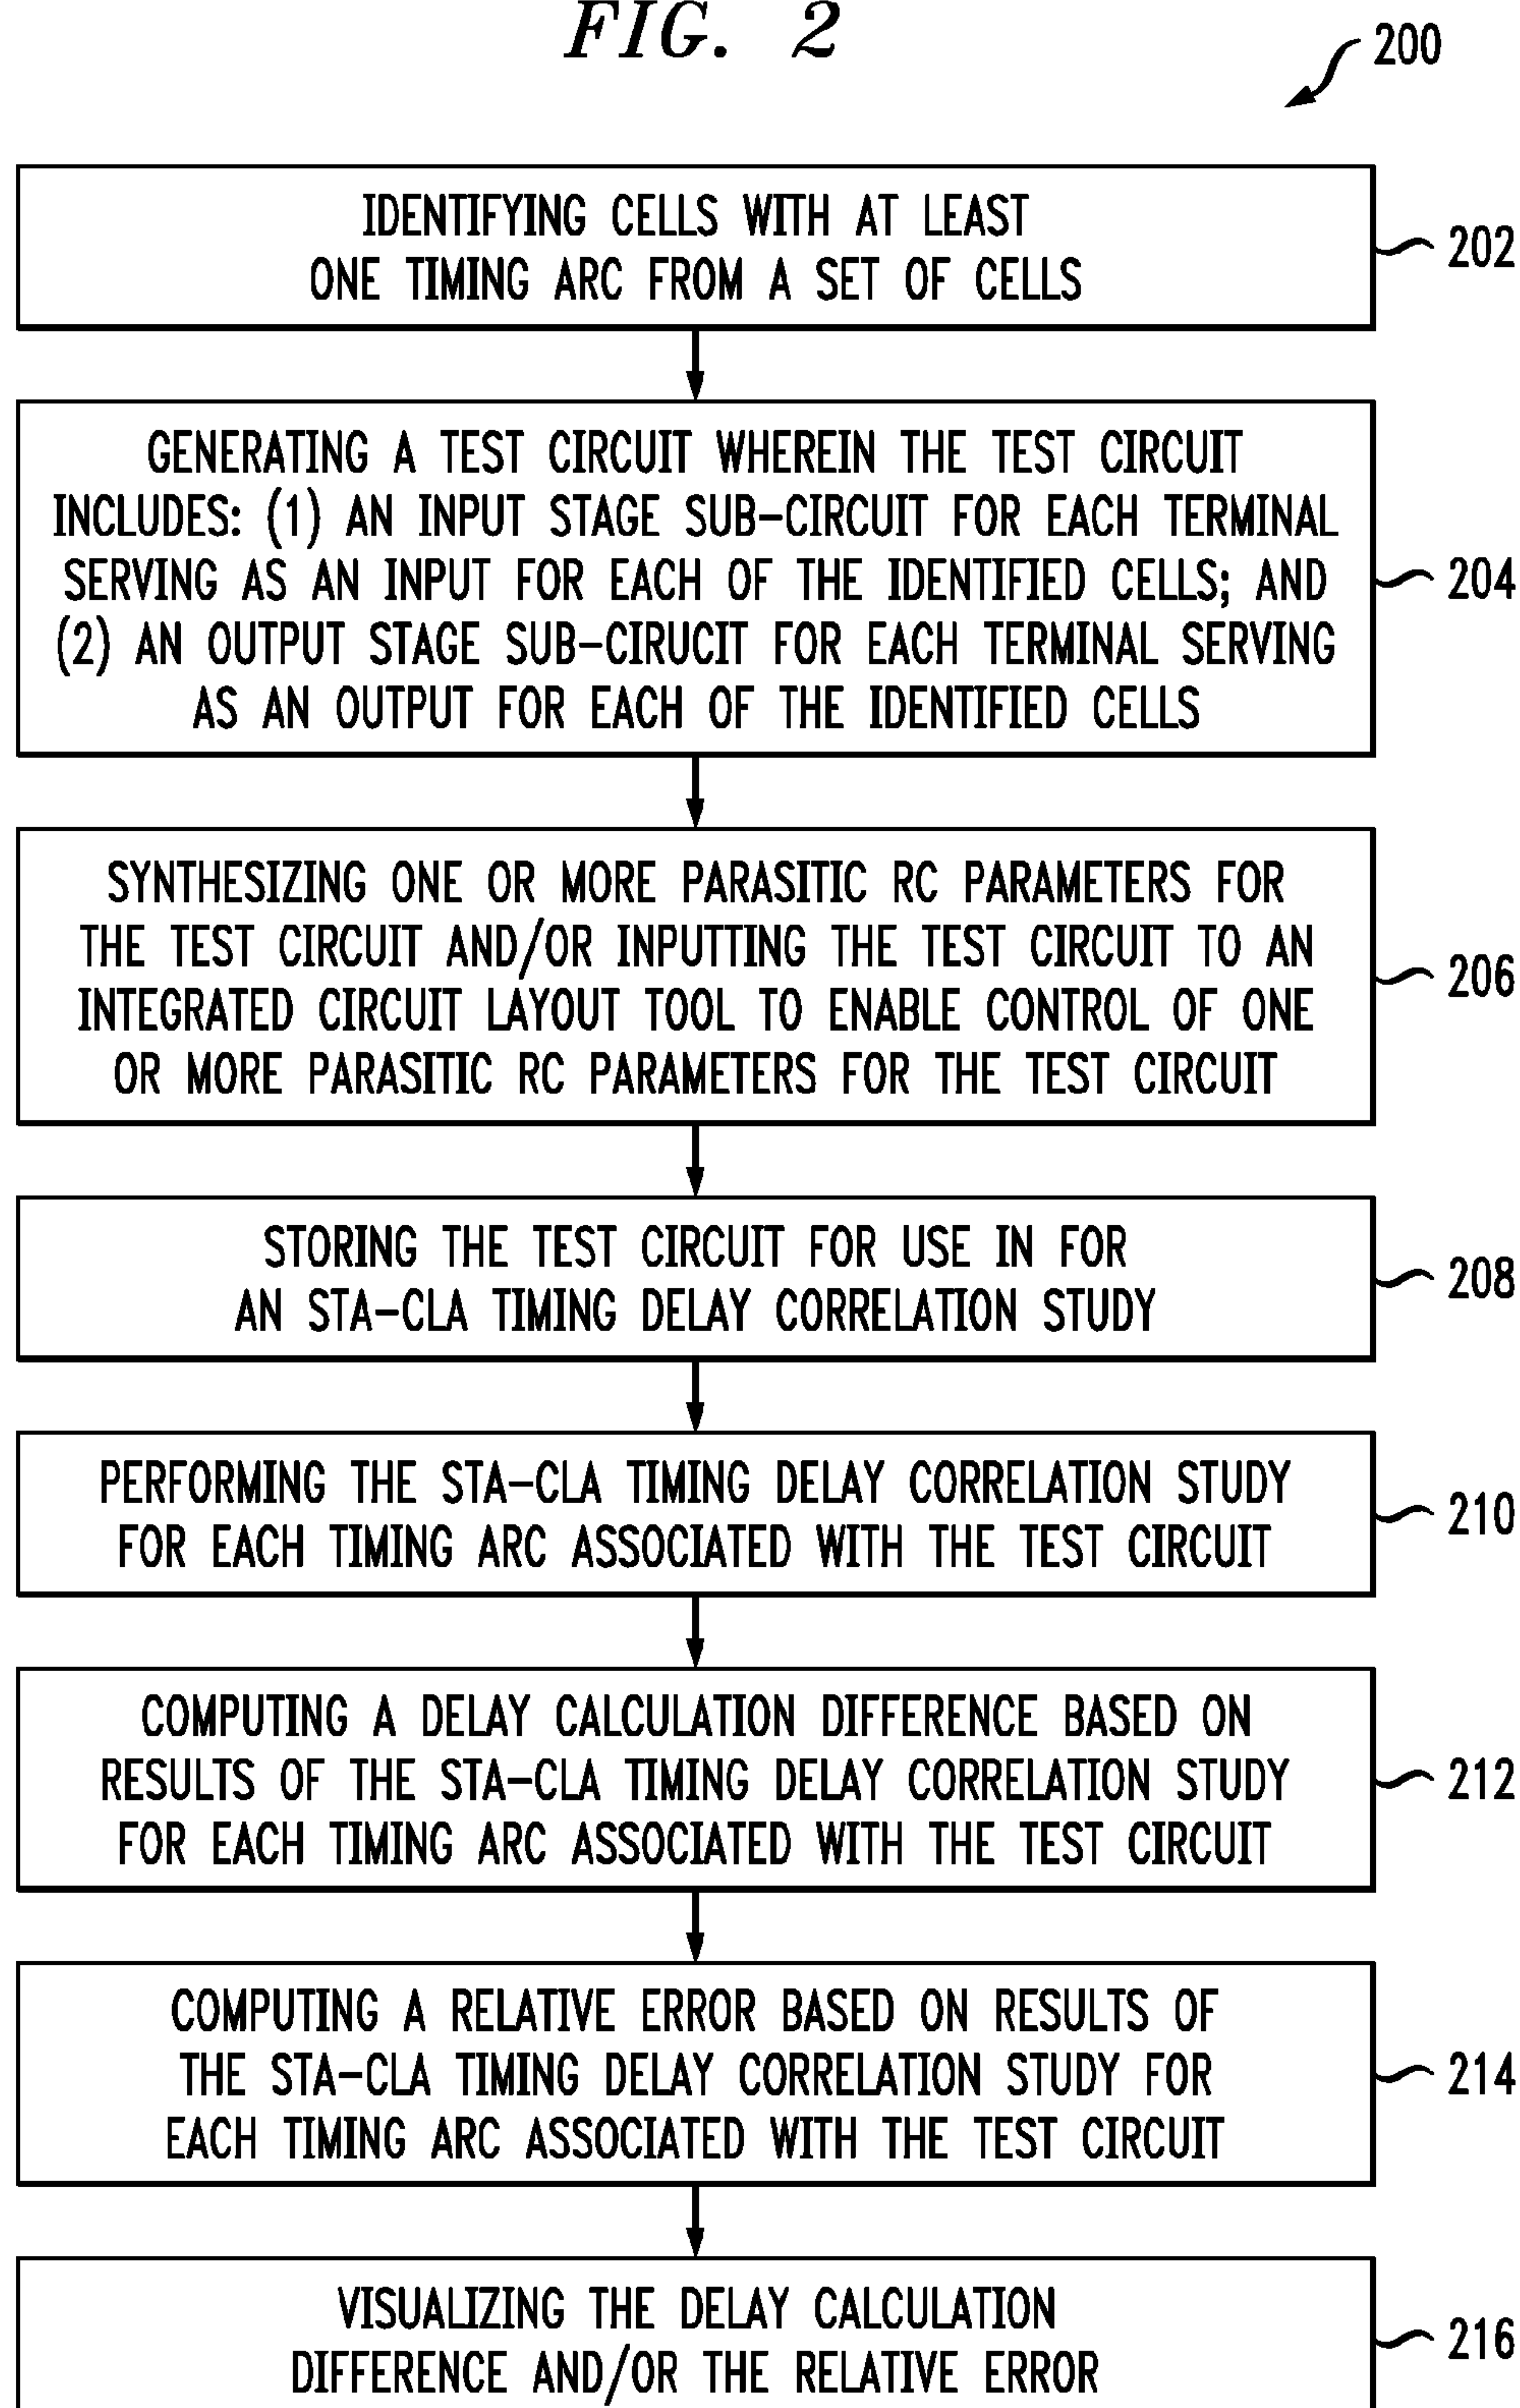 FIG. 2
200
IDENTIFYING CELLS WITH AT LEAST
ONE TIMING ARC FROM A SET OF CELLS
202
GENERATING A TEST CIRCUIT WHEREIN THE TEST CIRCUIT
INCLUDES: (1) AN INPUT STAGE SUB-CIRCUIT FOR EACH TERMINAL
SERVING AS AN INPUT FOR EACH OF THE IDENTIFIED CELLS; AND
(2) AN OUTPUT STAGE SUB-CIRUCIT FOR EACH TERMINAL SERVING
AS AN OUTPUT FOR EACH OF THE IDENTIFIED CELLS
204
SYNTHESIZING ONE OR MORE PARASITIC RC PARAMETERS FOR
THE TEST CIRCUIT AND/OR INPUTTING THE TEST CIRCUIT TO AN
INTEGRATED CIRCUIT LAYOUT TOOL TO ENABLE CONTROL OF ONE
OR MORE PARASITIC RC PARAMETERS FOR THE TEST CIRCUIT
206
STORING THE TEST CIRCUIT FOR USE IN FOR
AN STA-CLA TIMING DELAY CORRELATION STUDY
208
PERFORMING THE STA-CLA TIMING DELAY CORRELATION STUDY
FOR EACH TIMING ARC ASSOCIATED WITH THE TEST CIRCUIT
210
COMPUTING A DELAY CALCULATION DIFFERENCE BASED ON
RESULTS OF THE STA-CLA TIMING DELAY CORRELATION STUDY
FOR EACH TIMING ARC ASSOCIATED WITH THE TEST CIRCUIT
212
COMPUTING A RELATIVE ERROR BASED ON RESULTS OF
THE STA-CLA TIMING DELAY CORRELATION STUDY FOR
EACH TIMING ARC ASSOCIATED WITH THE TEST CIRCUIT
214
VISUALIZING THE DELAY CALCULATION
DIFFERENCE AND/OR THE RELATIVE ERROR
216